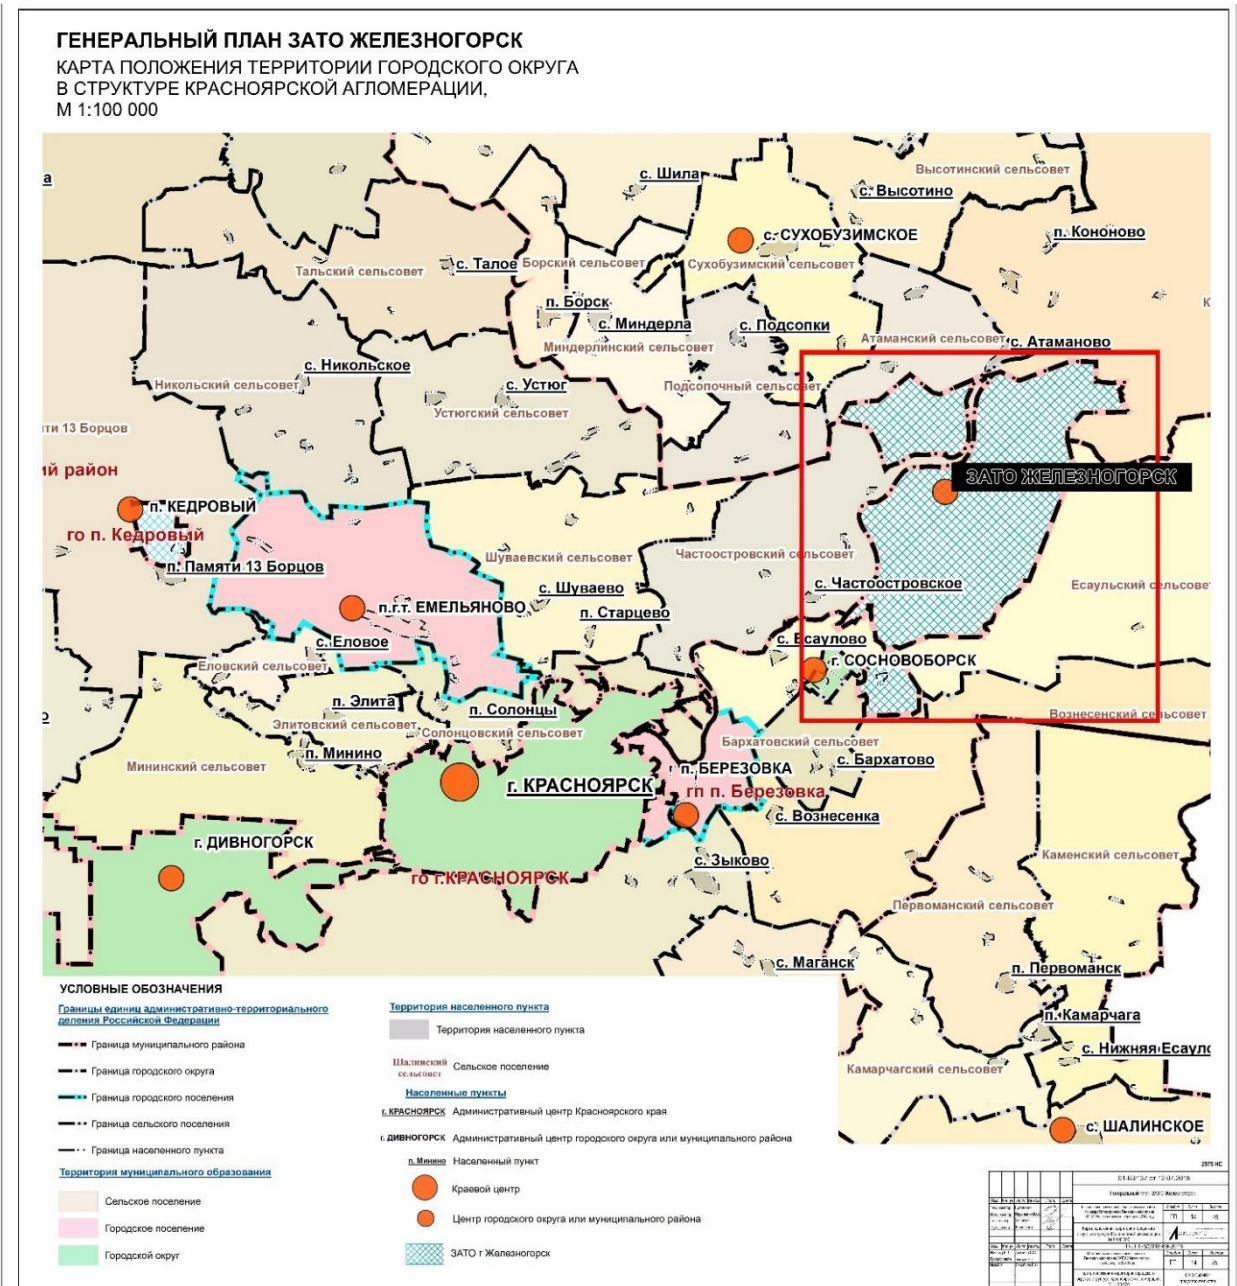 ГЕНЕРАЛЬНЫЙ ПЛАН ЗАТО ЖЕЛЕЗНОГОРСК
КАРТА ПОЛОЖЕНИЯ ТЕРРИТОРИИ ГОРОДСКОГО ОКРУГА
В СТРУКТУРЕ КРАСНОЯРСКОЙ АГЛОМЕРАЦИИ,
М 1:100 000
с. Шила
Высотинский сельсовет
с. Высотино
с. СУХОБУЗИМСКОЕ
п. Кононово
Тальский сельсовет
с. Талое
Борский сельсовет
Сухобузимский сельсовет
п. Борск
с. Миндерла
с. Подсопки
Миндерлинский сельсовет
Атаманский сельсовет
с. Атаманово
с. Никольское
Никольский сельсовет
с. Устюг
Устюгский сельсовет
Подсопочный сельсовет
ти 13 Борцов
ий район
ЗАТО ЖЕЛЕЗНОГОРСК
п. КЕДРОВЫЙ
го п. Кедровый
п. Памяти 13 Борцов
Шуваевский сельсовет
Частоостровский сельсовет
с. Шуваево
с. Частоостровское
Есаульский сельсовет
п.г.т. ЕМЕЛЬЯНОВО
п. Старцево
с. Еловое
с. Есаулово
Еловский сельсовет
г. СОСНОВОБОРСК
п. Элита
п. Солонцы
Вознесенский сельсовет
Элитовский сельсовет
Солонцовский сельсовет
Бархатовский сельсовет
п. Минино
Мининский сельсовет
с. Бархатово
п. БЕРЕЗОВКА
г. КРАСНОЯРСК
гп п. Березовка
с. Вознесенка
г. ДИВНОГОРСК
с. Зыково
Каменский сельсовет
го г.КРАСНОЯРСК
Первоманский сельсовет
с. Маганск
п. Первоманск
п. Камарчага
с. Нижняя Есауло
Камарчагский сельсовет
с. ШАЛИНСКОЕ
УСЛОВНЫЕ ОБОЗНАЧЕНИЯ
Границы единиц административно-территориального
деления Российской Федерации
Граница муниципального района
Граница городского округа
Граница городского поселения
Граница сельского поселения
Граница населенного пункта
Территория муниципального образования
Сельское поселение
Городское поселение
Городской округ
Территория населенного пункта
Территория населенного пункта
Шалинский
сельсовет
Сельское поселение
Населенные пункты
г. КРАСНОЯРСК Административный центр Красноярского края
г. ДИВНОГОРСК Административный центр городского округа или муниципального района
п. Минино Населенный пункт
Краевой центр
Центр городского округа или муниципального района
ЗАТО г Железногорск